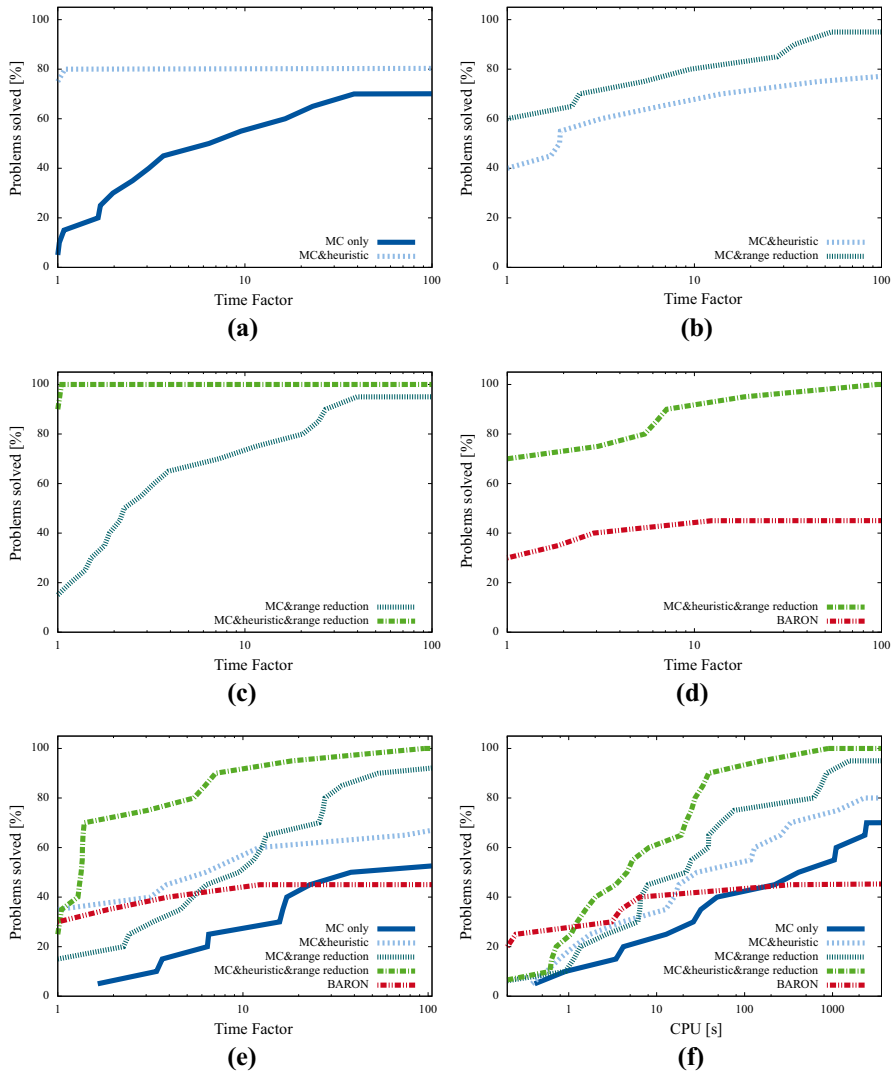 100
80
60
40
20
0
Problems solved [%]
MC only
MC&heuristic
1
10
100
Time Factor
(a)
100
80
60
40
20
0
Problems solved [%]
MC&heuristic
MC&range reduction
1
10
100
Time Factor
(b)
100
80
60
40
20
0
Problems solved [%]
MC&range reduction
MC&heuristic&range reduction
1
10
100
Time Factor
(c)
100
80
60
40
20
0
Problems solved [%]
MC&heuristic&range reduction
BARON
1
10
100
Time Factor
(d)
100
80
60
40
20
0
Problems solved [%]
MC only
MC&heuristic
MC&range reduction
MC&heuristic&range reduction
BARON
1
10
100
Time Factor
(e)
100
80
60
40
20
0
Problems solved [%]
MC only
MC&heuristic
MC&range reduction
MC&heuristic&range reduction
BARON
1
10
100
1000
CPU [s]
(f)